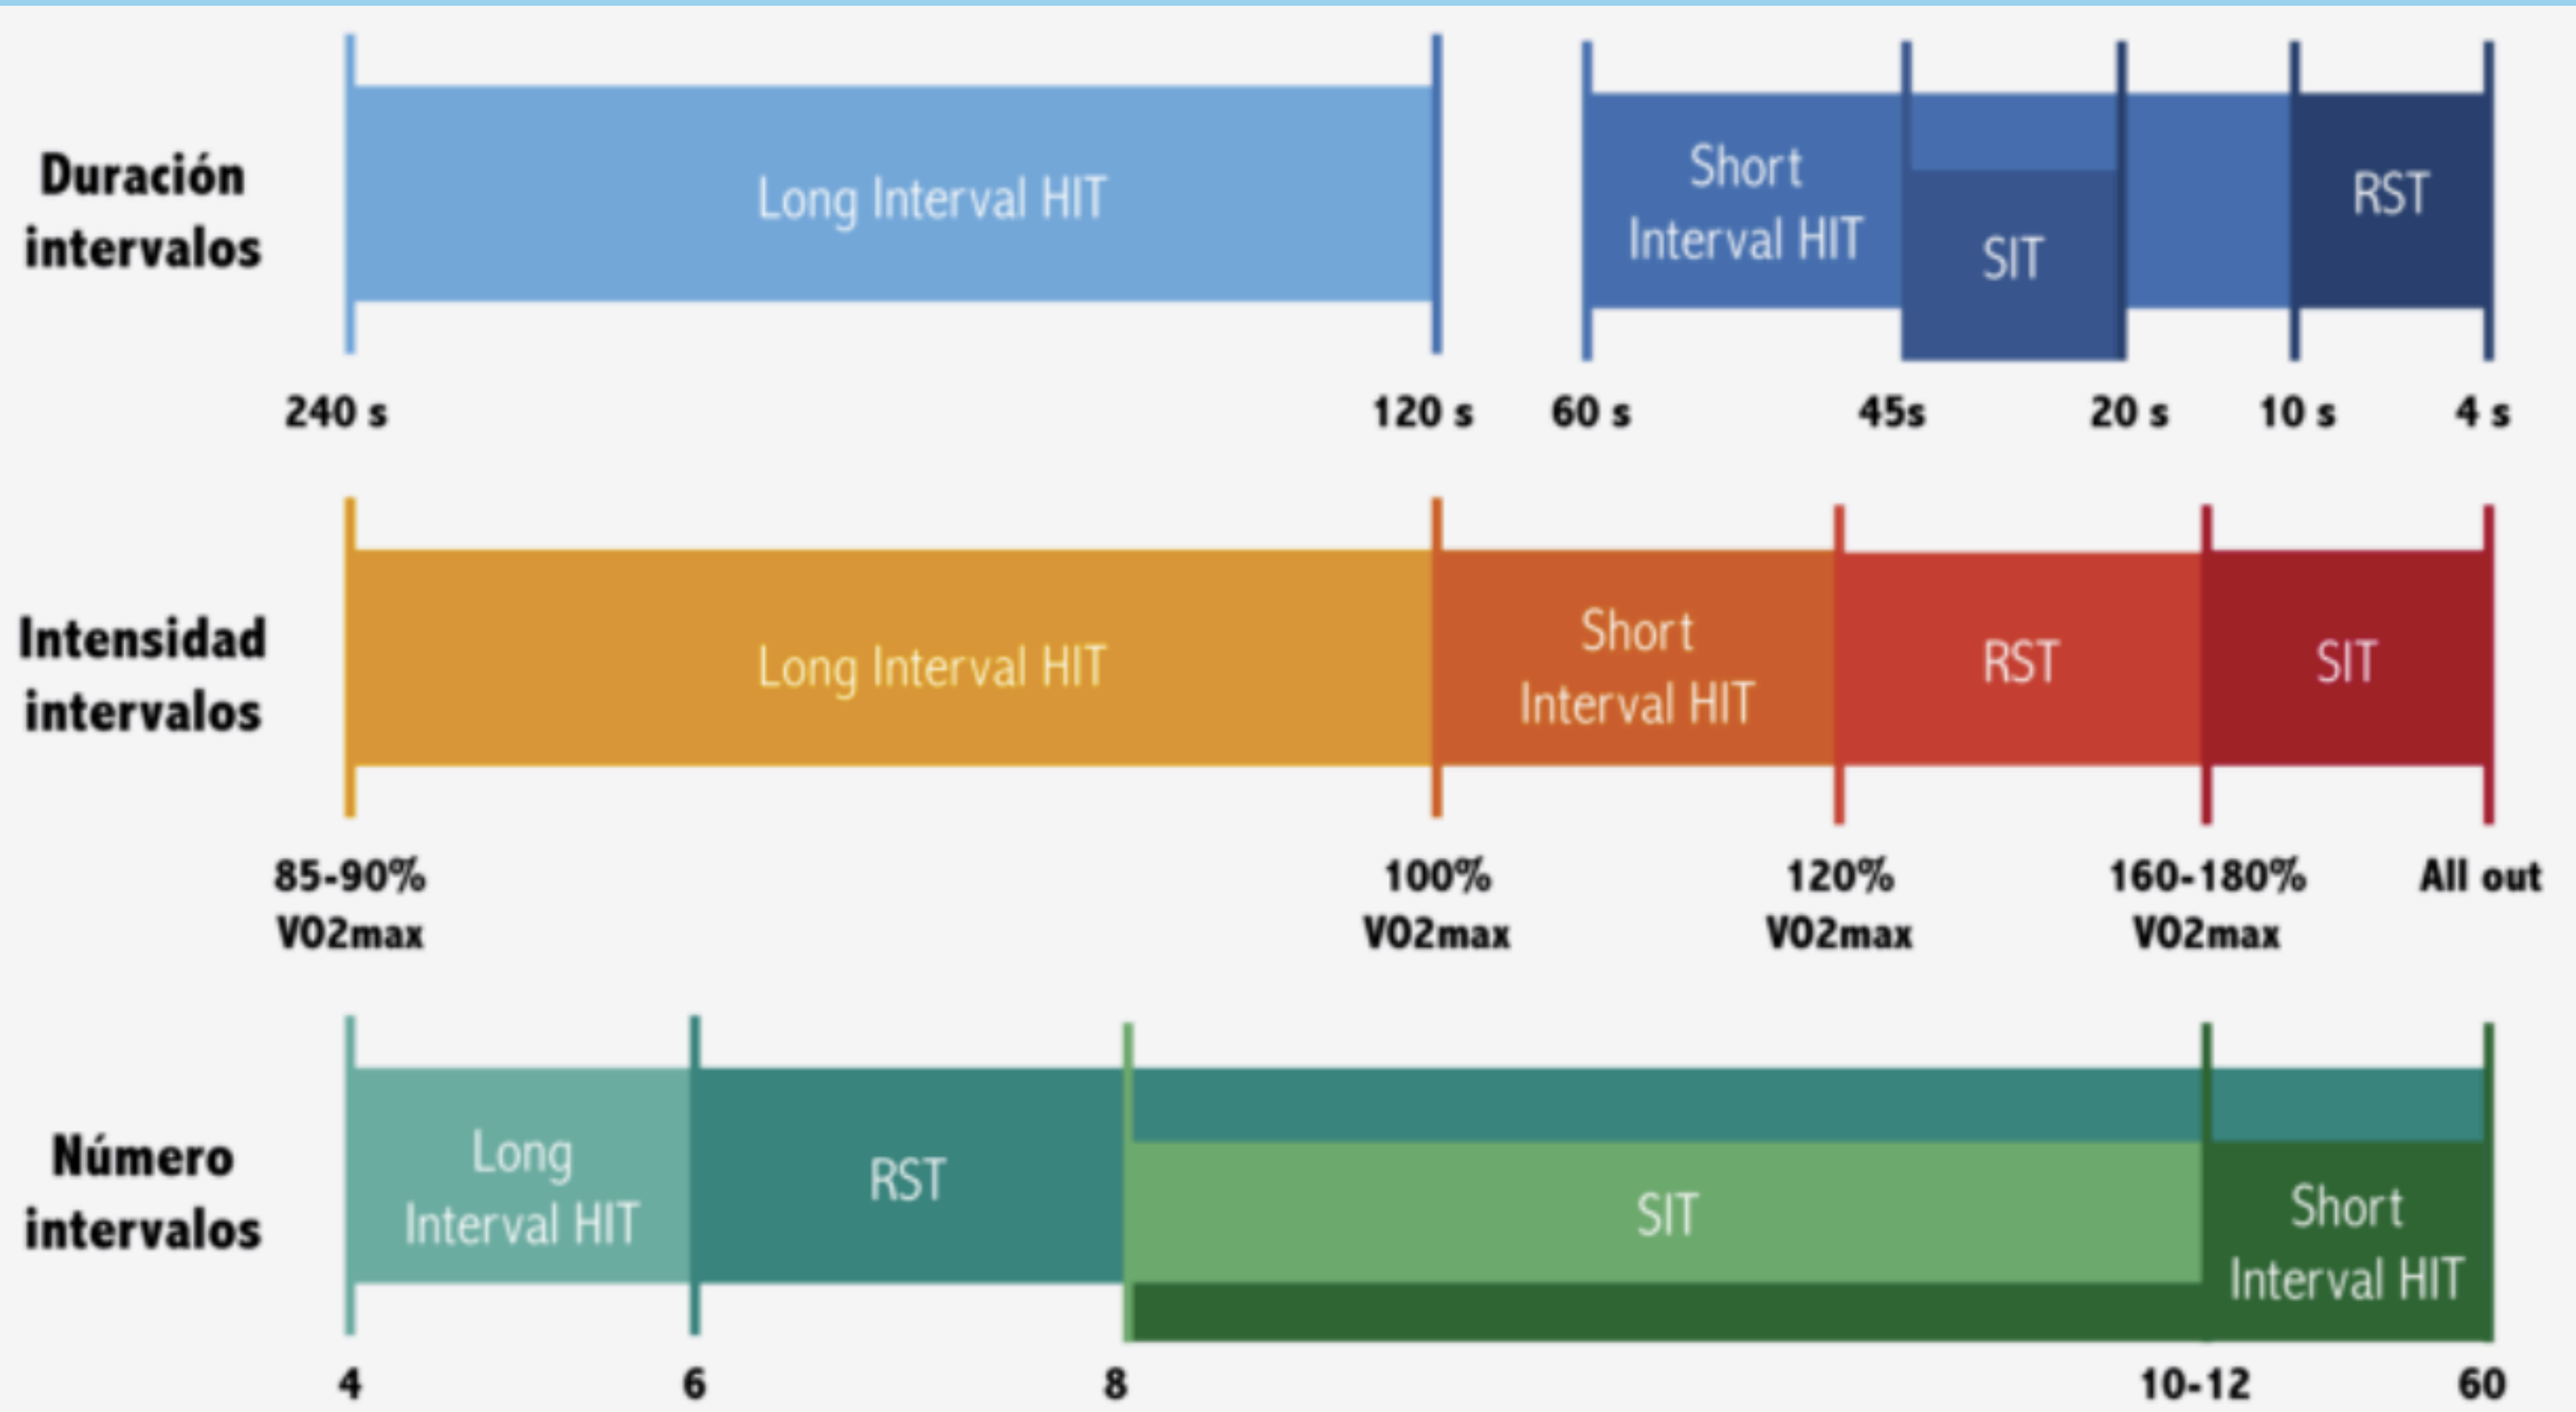 Duración
intervalos
Long Interval HIT
Short
Interval HIT
SIT
RST
240 s
120 s
60 s
45s
20 s
10 s
4 s
Intensidad
intervalos
Long Interval HIT
Short
Interval HIT
RST
SIT
85-90%
VO2max
100%
VO2max
120%
VO2max
160-180%
VO2max
All out
Número
intervalos
Long
Interval HIT
RST
SIT
Short
Interval HIT
4
6
8
10-12
60